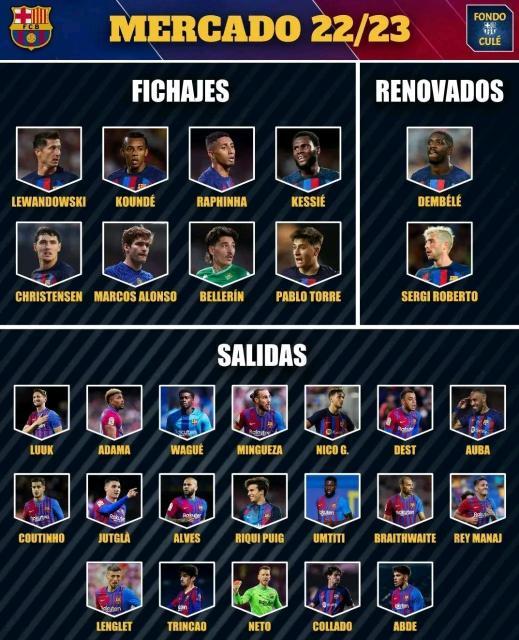 MERCADO 22/23
FONDO
CULÉ
FCB
FICHAJES
RENOVADOS
LEWANDOWSKI KOUNDÉ RAPHINHA KESSIÉ
DEMBÉLÉ
CHRISTENSEN MARCOS ALONSO BELLERÍN PABLO TORRE
SERGI ROBERTO
SALIDAS
LUUK ADAMA WAGUÉ MINGUEZA NICO G. DEST AUBA
COUTINHO JUTGLÀ ALVES RIQUI PUIG UMTITI BRAITHWAITE REY MANAJ
LENGLET TRINCAO NETO COLLADO ABDE